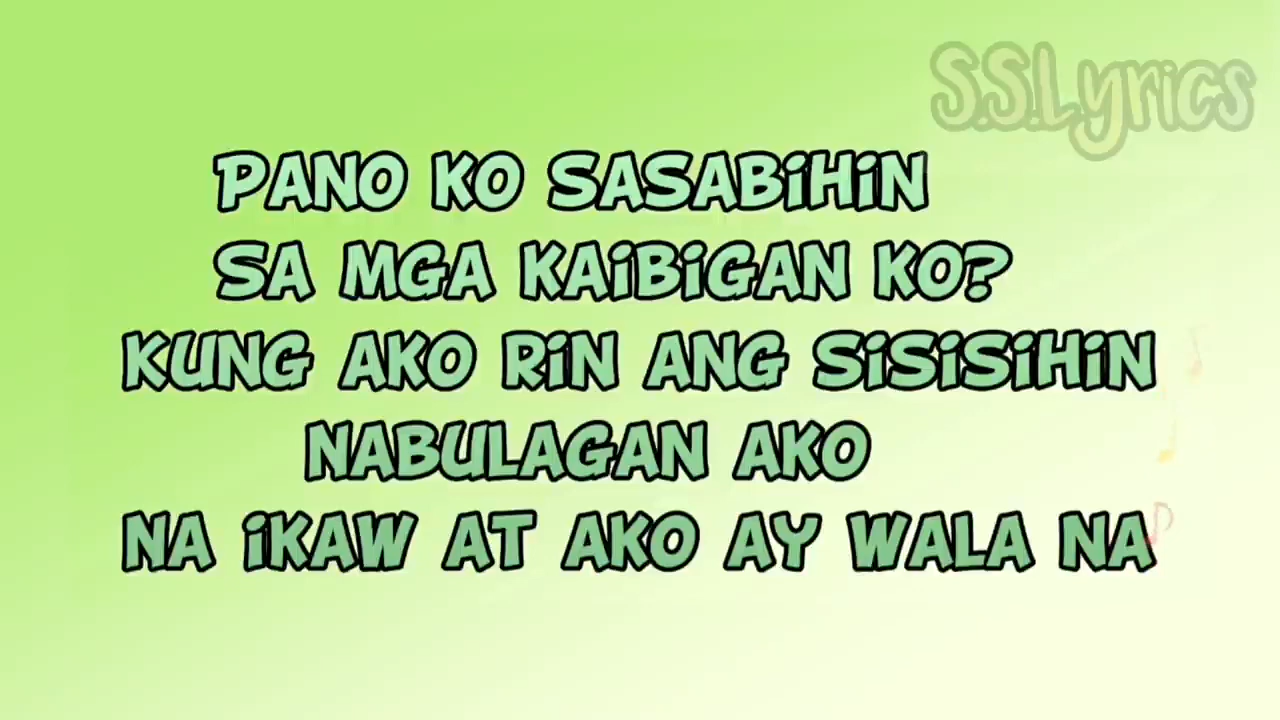 S.S.Lyrics
PANO KO SASABiHiN
SA MGA KAiBiGAN KO?
KUNG AKO RiN ANG SiSiSiHiN
NABULAGAN AKO
NA iKAW AT AKO AY WALA NA